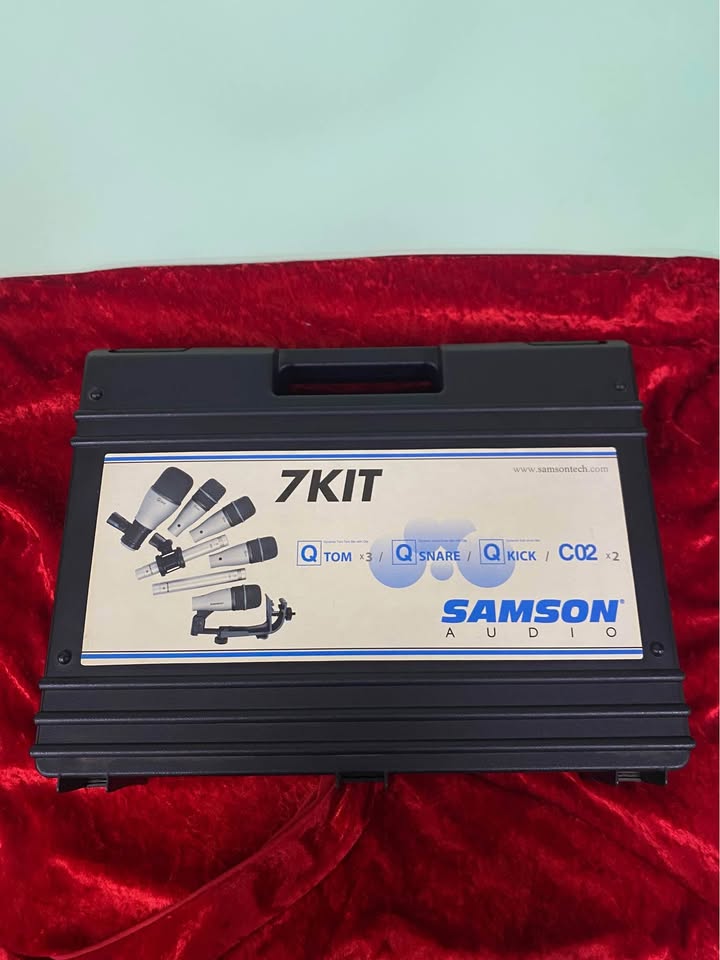 7KIT
www.samsontech.com
Q TOM x3 / Q SNARE / Q KICK / C02 x2
SAMSON®
AUDIO